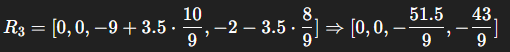 R₃ = [0, 0, −9 + 3.5 · 10/9, −2 − 3.5 · 8/9] ⇒ [0, 0, −51.5/9, −43/9]